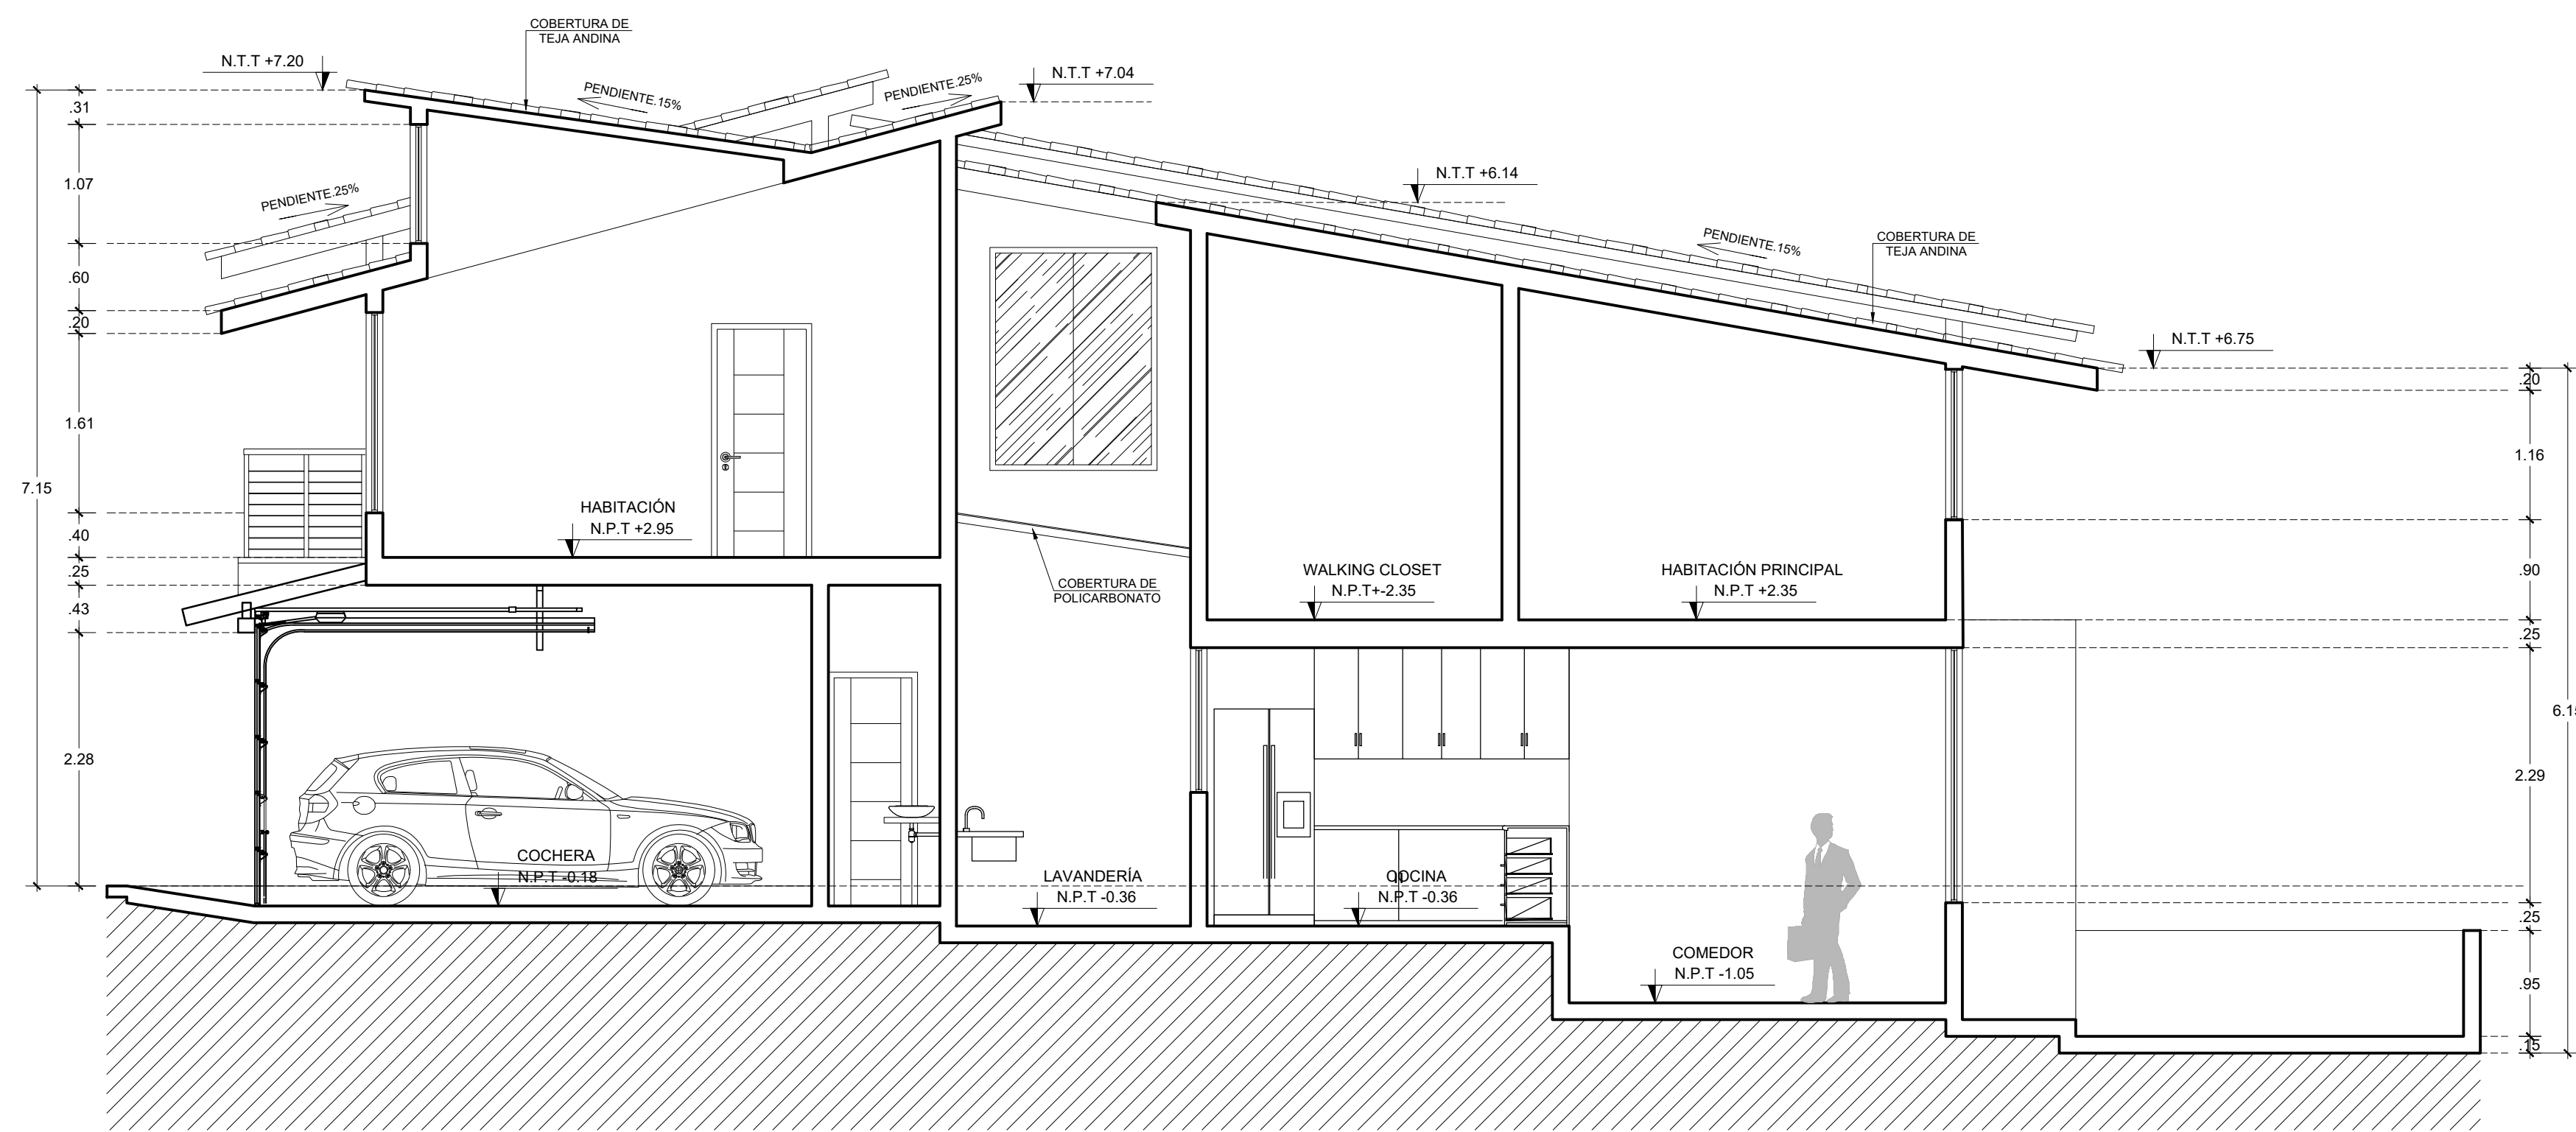 COBERTURA DE
TEJA ANDINA
N.T.T +7.20
N.T.T +7.04
PENDIENTE.15%
PENDIENTE.25%
.31
1.07
.60
.20
1.61
.40
.25
.43
2.28
7.15
PENDIENTE.25%
N.T.T +6.14
PENDIENTE.15%
COBERTURA DE
TEJA ANDINA
N.T.T +6.75
HABITACIÓN
N.P.T +2.95
COBERTURA DE
POLICARBONATO
WALKING CLOSET
N.P.T+-2.35
HABITACIÓN PRINCIPAL
N.P.T +2.35
COCHERA
N.P.T -0.18
LAVANDERÍA
N.P.T -0.36
COCINA
N.P.T -0.36
COMEDOR
N.P.T -1.05
.20
1.16
.90
.25
2.29
.25
.95
.15
6.15